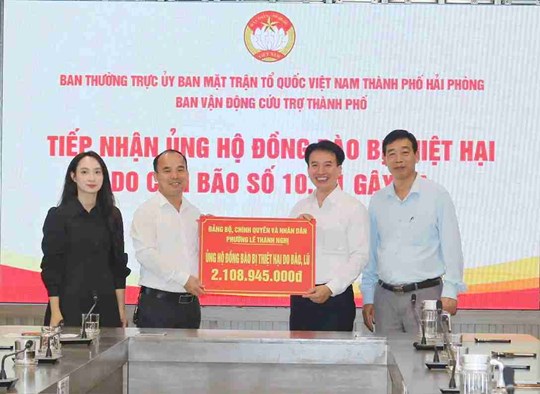 BAN THƯỜNG TRỰC ỦY BAN MẶT TRẬN TỔ QUỐC VIỆT NAM THÀNH PHỐ HẢI PHÒNG
BAN VẬN ĐỘNG CỨU TRỢ THÀNH PHỐ
TIẾP NHẬN ỦNG HỘ ĐỒNG BÀO BỊ THIỆT HẠI
DO BÃO SỐ 10, GÂY
ĐẢNG BỘ, CHÍNH QUYỀN VÀ NHÂN DÂN
PHƯỜNG LÊ THANH NGHỊ
ỦNG HỘ ĐỒNG BÀO BỊ THIỆT HẠI DO BÃO, LŨ
2.108.945.000đ